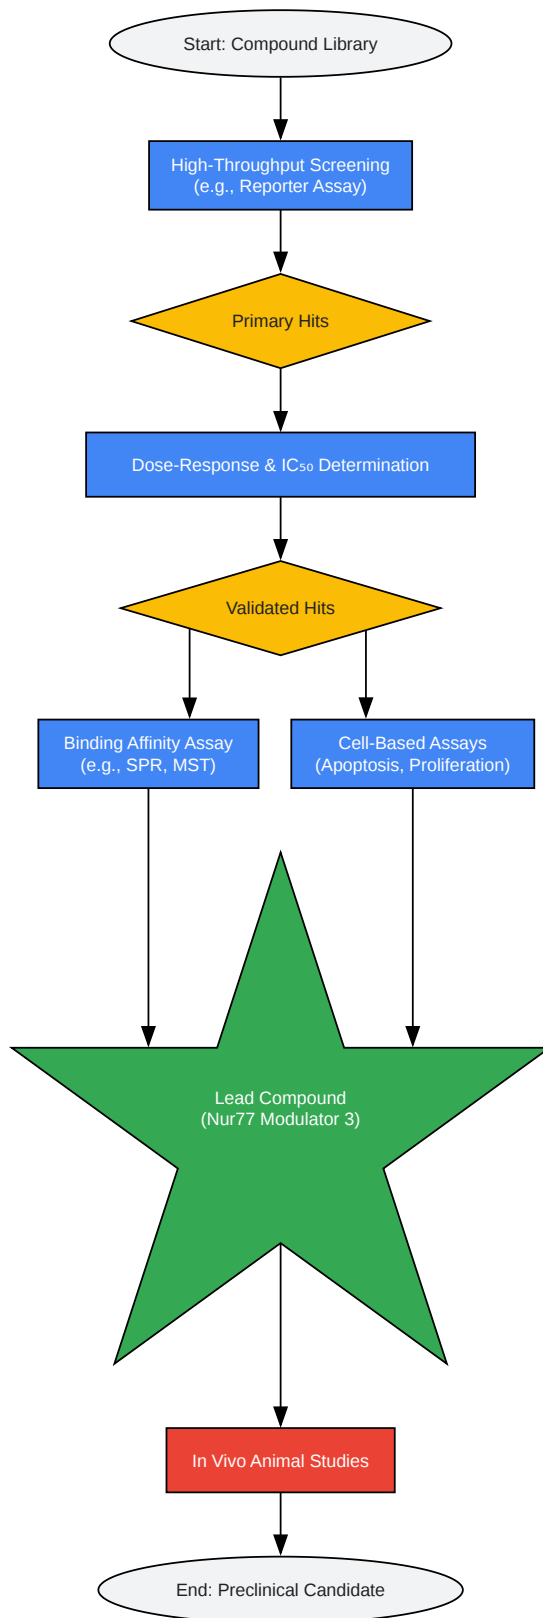 Start: Compound Library
High-Throughput Screening
(e.g., Reporter Assay)
Primary Hits
Dose-Response & IC₅₀ Determination
Validated Hits
Binding Affinity Assay
(e.g., SPR, MST)
Cell-Based Assays
(Apoptosis, Proliferation)
Lead Compound
(Nur77 Modulator 3)
In Vivo Animal Studies
End: Preclinical Candidate